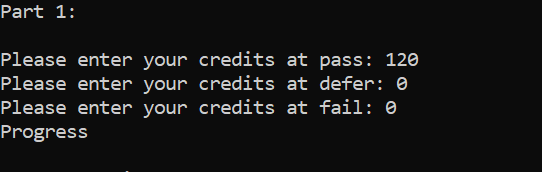 Part 1:
Please enter your credits at pass: 120
Please enter your credits at defer: 0
Please enter your credits at fail: 0
Progress